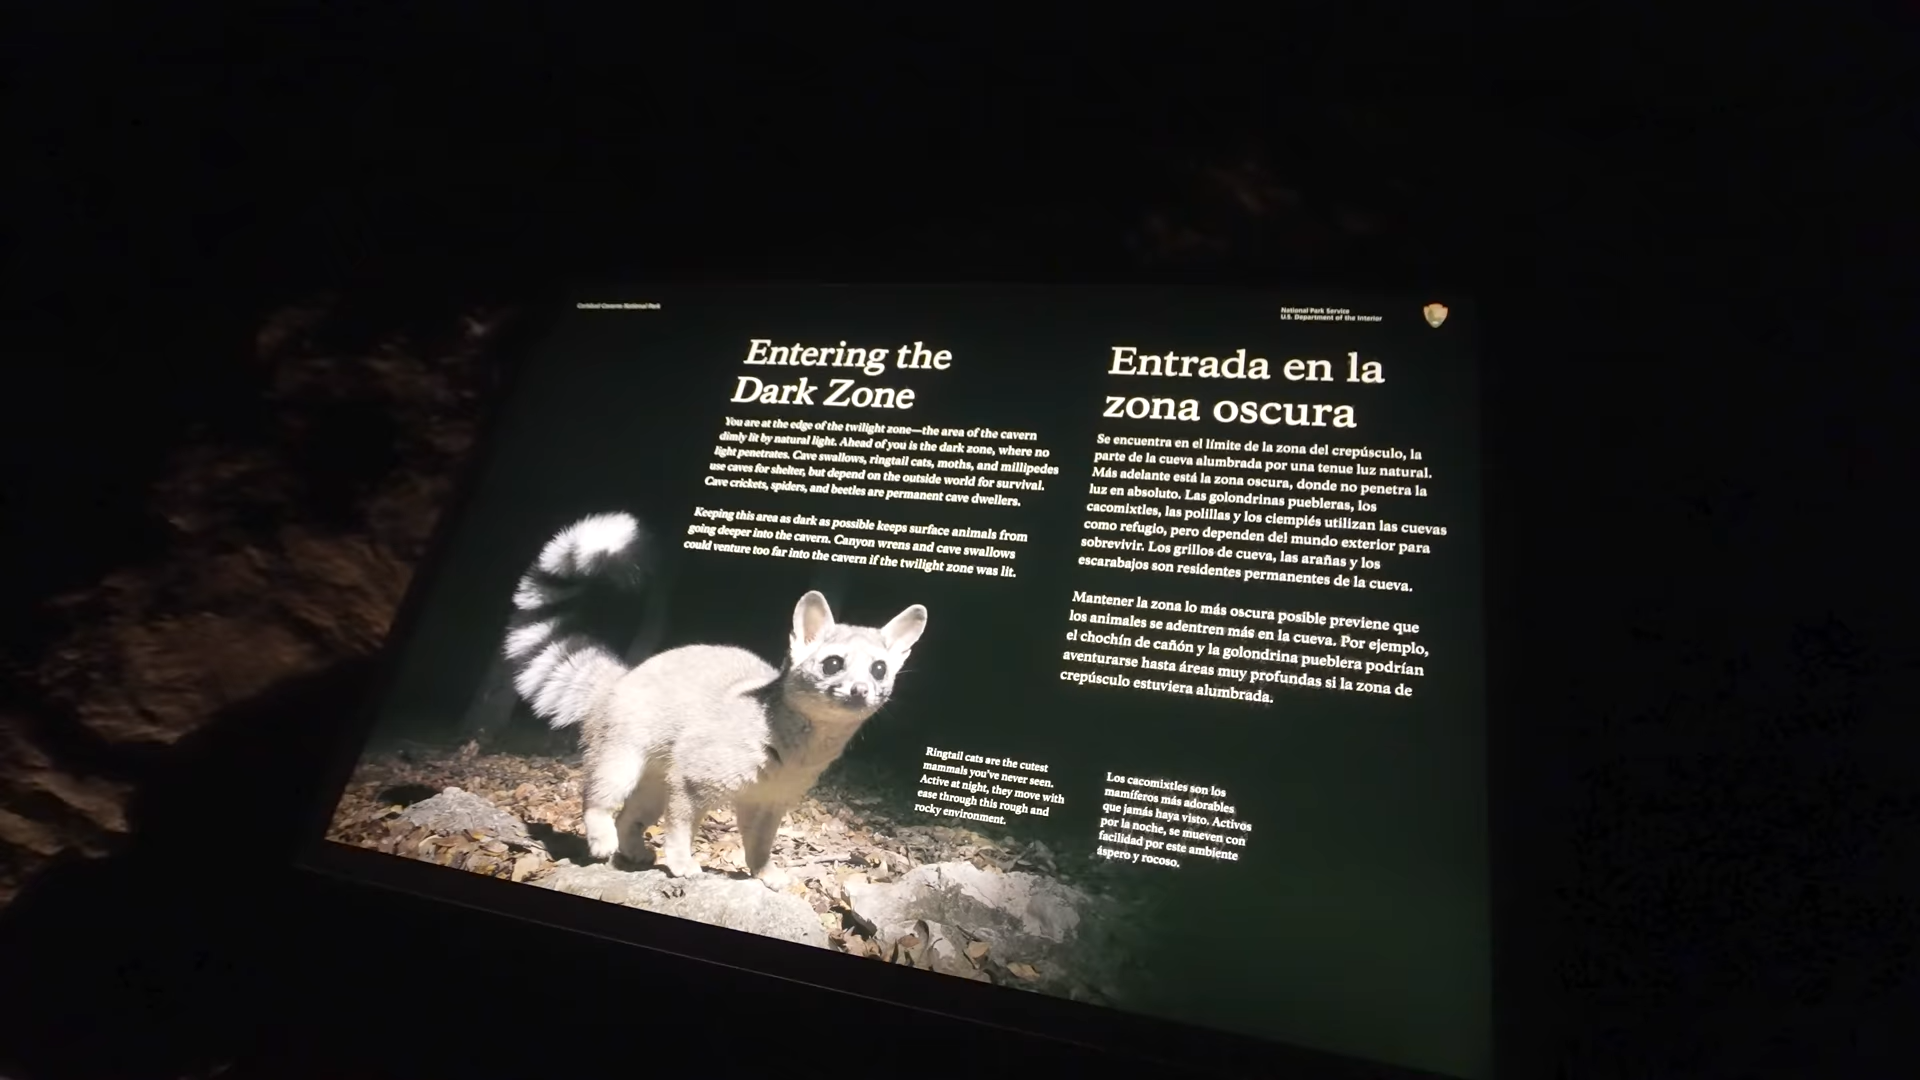 Carlsbad Caverns National Park
National Park Service
U.S. Department of the Interior
Entering the
Dark Zone
You are at the edge of the twilight zone—the area of the cavern
dimly lit by natural light. Ahead of you is the dark zone, where no
light penetrates. Cave swallows, ringtail cats, moths, and millipedes
use caves for shelter, but depend on the outside world for survival.
Cave crickets, spiders, and beetles are permanent cave dwellers.
Keeping this area as dark as possible keeps surface animals from
going deeper into the cavern. Canyon wrens and cave swallows
could venture too far into the cavern if the twilight zone was lit.
Ringtail cats are the cutest
mammals you've never seen.
Active at night, they move with
ease through this rough and
rocky environment.
Entrada en la
zona oscura
Se encuentra en el límite de la zona del crepúsculo, la
parte de la cueva alumbrada por una tenue luz natural.
Más adelante está la zona oscura, donde no penetra la
luz en absoluto. Las golondrinas puebleras, los
cacomixtles, las polillas y los ciempiés utilizan las cuevas
como refugio, pero dependen del mundo exterior para
sobrevivir. Los grillos de cueva, las arañas y los
escarabajos son residentes permanentes de la cueva.
Mantener la zona lo más oscura posible previene que
los animales se adentren más en la cueva. Por ejemplo,
el chochín de cañón y la golondrina pueblera podrían
aventurarse hasta áreas muy profundas si la zona de
crepúsculo estuviera alumbrada.
Los cacomixtles son los
mamíferos más adorables
que jamás haya visto. Activos
por la noche, se mueven con
facilidad por este ambiente
áspero y rocoso.